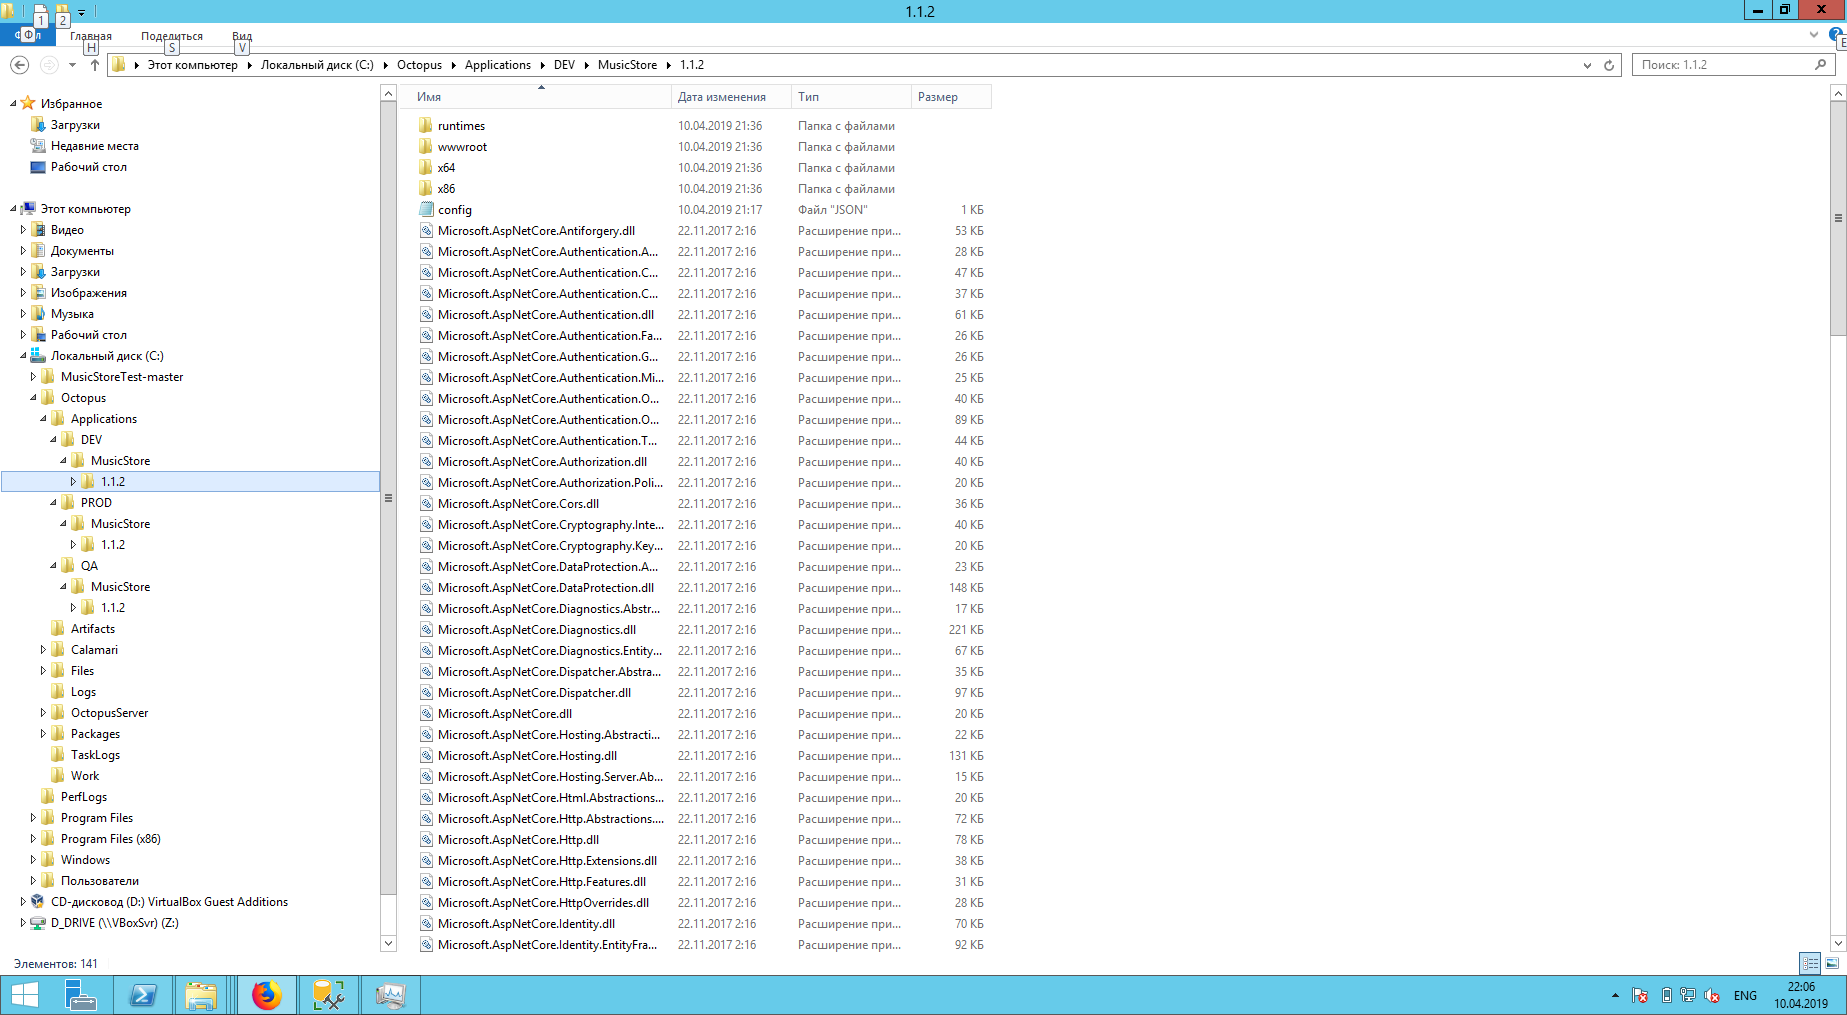 1.1.2
1 2
Файл Ф
Главная Поделиться Вид
H S V E
Этот компьютер Локальный диск (C:) Octopus Applications DEV MusicStore 1.1.2
Поиск: 1.1.2
Избранное
Загрузки
Недавние места
Рабочий стол
Этот компьютер
Видео
Документы
Загрузки
Изображения
Музыка
Рабочий стол
Локальный диск (C:)
MusicStoreTest-master
Octopus
Applications
DEV
MusicStore
1.1.2
PROD
MusicStore
1.1.2
QA
MusicStore
1.1.2
Artifacts
Calamari
Files
Logs
OctopusServer
Packages
TaskLogs
Work
PerfLogs
Program Files
Program Files (x86)
Windows
Пользователи
CD-дисковод (D:) VirtualBox Guest Additions
D_DRIVE (\\VBoxSvr) (Z:)
Имя Дата изменения Тип Размер
runtimes 10.04.2019 21:36 Папка с файлами
wwwroot 10.04.2019 21:36 Папка с файлами
x64 10.04.2019 21:36 Папка с файлами
x86 10.04.2019 21:36 Папка с файлами
config 10.04.2019 21:17 Файл "JSON" 1 КБ
Microsoft.AspNetCore.Antiforgery.dll 22.11.2017 2:16 Расширение при... 53 КБ
Microsoft.AspNetCore.Authentication.A... 22.11.2017 2:16 Расширение при... 28 КБ
Microsoft.AspNetCore.Authentication.C... 22.11.2017 2:16 Расширение при... 47 КБ
Microsoft.AspNetCore.Authentication.C... 22.11.2017 2:16 Расширение при... 37 КБ
Microsoft.AspNetCore.Authentication.dll 22.11.2017 2:16 Расширение при... 61 КБ
Microsoft.AspNetCore.Authentication.Fa... 22.11.2017 2:16 Расширение при... 26 КБ
Microsoft.AspNetCore.Authentication.G... 22.11.2017 2:16 Расширение при... 26 КБ
Microsoft.AspNetCore.Authentication.Mi... 22.11.2017 2:16 Расширение при... 25 КБ
Microsoft.AspNetCore.Authentication.O... 22.11.2017 2:16 Расширение при... 40 КБ
Microsoft.AspNetCore.Authentication.O... 22.11.2017 2:16 Расширение при... 89 КБ
Microsoft.AspNetCore.Authentication.T... 22.11.2017 2:16 Расширение при... 44 КБ
Microsoft.AspNetCore.Authorization.dll 22.11.2017 2:16 Расширение при... 40 КБ
Microsoft.AspNetCore.Authorization.Poli... 22.11.2017 2:16 Расширение при... 20 КБ
Microsoft.AspNetCore.Cors.dll 22.11.2017 2:16 Расширение при... 36 КБ
Microsoft.AspNetCore.Cryptography.Inte... 22.11.2017 2:16 Расширение при... 40 КБ
Microsoft.AspNetCore.Cryptography.Key... 22.11.2017 2:16 Расширение при... 20 КБ
Microsoft.AspNetCore.DataProtection.A... 22.11.2017 2:16 Расширение при... 23 КБ
Microsoft.AspNetCore.DataProtection.dll 22.11.2017 2:16 Расширение при... 148 КБ
Microsoft.AspNetCore.Diagnostics.Abstr... 22.11.2017 2:16 Расширение при... 17 КБ
Microsoft.AspNetCore.Diagnostics.dll 22.11.2017 2:16 Расширение при... 221 КБ
Microsoft.AspNetCore.Diagnostics.Entity... 22.11.2017 2:16 Расширение при... 67 КБ
Microsoft.AspNetCore.Dispatcher.Abstra... 22.11.2017 2:16 Расширение при... 35 КБ
Microsoft.AspNetCore.Dispatcher.dll 22.11.2017 2:16 Расширение при... 97 КБ
Microsoft.AspNetCore.dll 22.11.2017 2:16 Расширение при... 20 КБ
Microsoft.AspNetCore.Hosting.Abstracti... 22.11.2017 2:16 Расширение при... 22 КБ
Microsoft.AspNetCore.Hosting.dll 22.11.2017 2:16 Расширение при... 131 КБ
Microsoft.AspNetCore.Hosting.Server.Ab... 22.11.2017 2:16 Расширение при... 15 КБ
Microsoft.AspNetCore.Html.Abstractions... 22.11.2017 2:16 Расширение при... 20 КБ
Microsoft.AspNetCore.Http.Abstractions.... 22.11.2017 2:16 Расширение при... 72 КБ
Microsoft.AspNetCore.Http.dll 22.11.2017 2:16 Расширение при... 78 КБ
Microsoft.AspNetCore.Http.Extensions.dll 22.11.2017 2:16 Расширение при... 38 КБ
Microsoft.AspNetCore.Http.Features.dll 22.11.2017 2:16 Расширение при... 31 КБ
Microsoft.AspNetCore.HttpOverrides.dll 22.11.2017 2:16 Расширение при... 28 КБ
Microsoft.AspNetCore.Identity.dll 22.11.2017 2:16 Расширение при... 70 КБ
Microsoft.AspNetCore.Identity.EntityFra... 22.11.2017 2:16 Расширение при... 92 КБ
Элементов: 141
ENG
22:06
10.04.2019